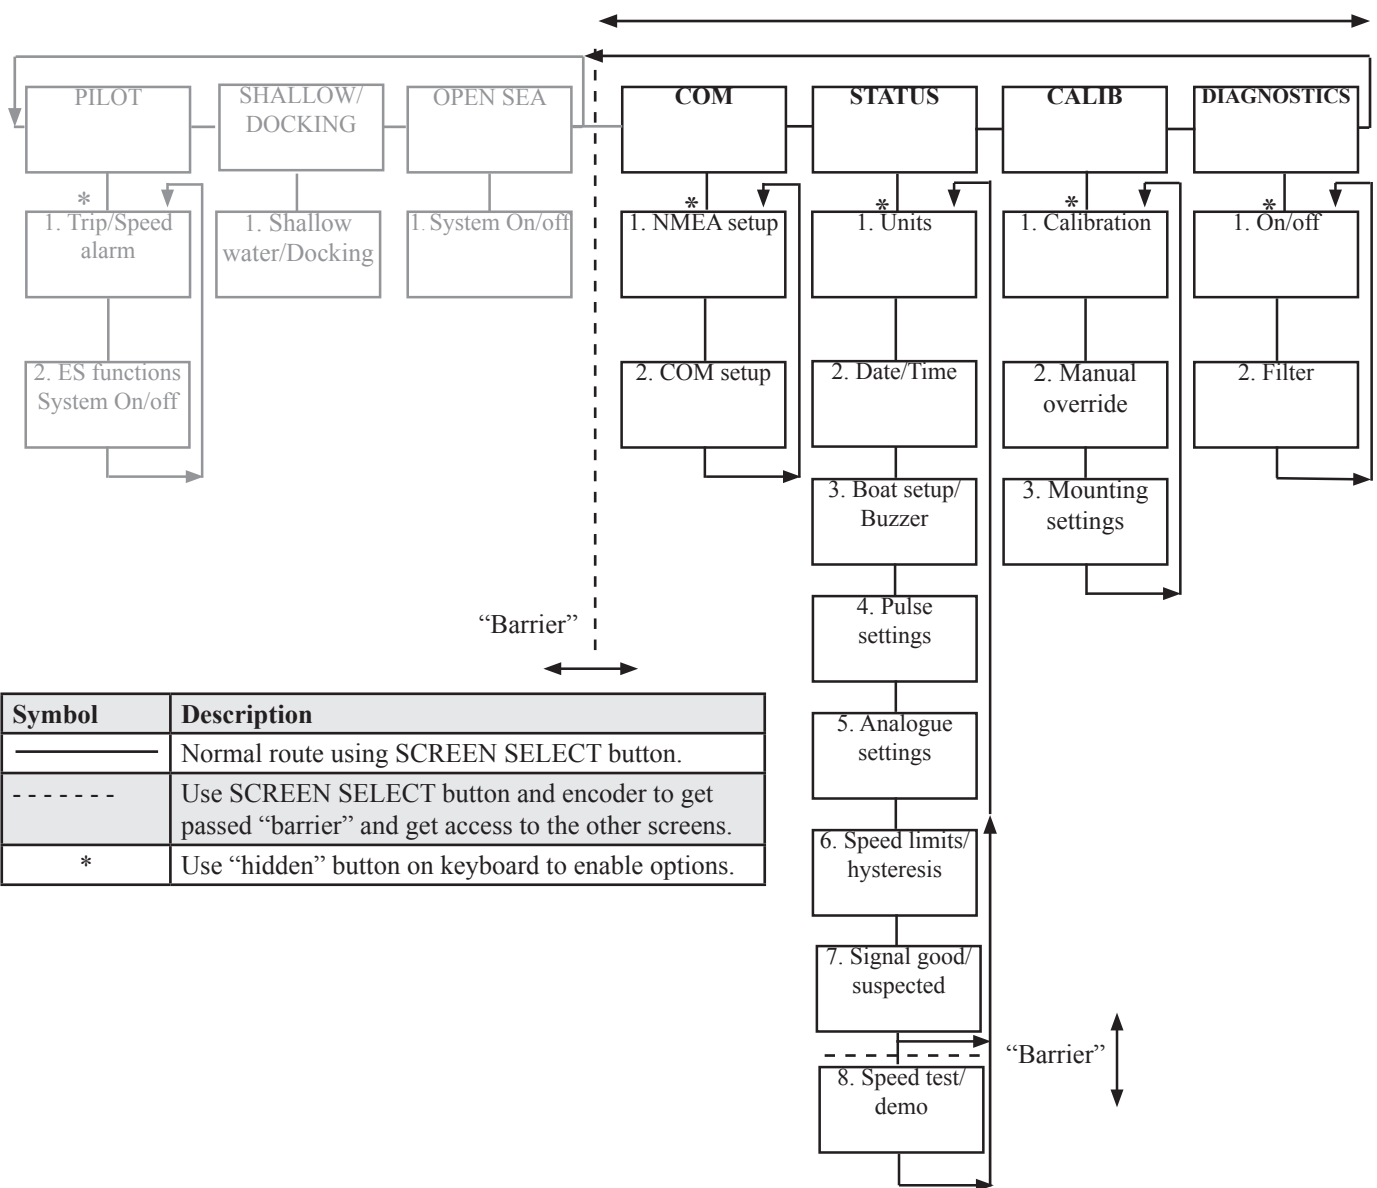 PILOT
SHALLOW/
DOCKING
OPEN SEA
COM
STATUS
CALIB
DIAGNOSTICS
*
*
*
*
*
1. Trip/Speed
alarm
1. Shallow
water/Docking
1. System On/off
1. NMEA setup
1. Units
1. Calibration
1. On/off
2. ES functions
System On/off
2. COM setup
2. Date/Time
2. Manual
override
2. Filter
3. Boat setup/
Buzzer
3. Mounting
settings
4. Pulse
settings
“Barrier”
5. Analogue
settings
6. Speed limits/
hysteresis
7. Signal good/
suspected
“Barrier”
8. Speed test/
demo
Symbol Description
Normal route using SCREEN SELECT button.
- - - - - - - Use SCREEN SELECT button and encoder to get
passed “barrier” and get access to the other screens.
* Use “hidden” button on keyboard to enable options.